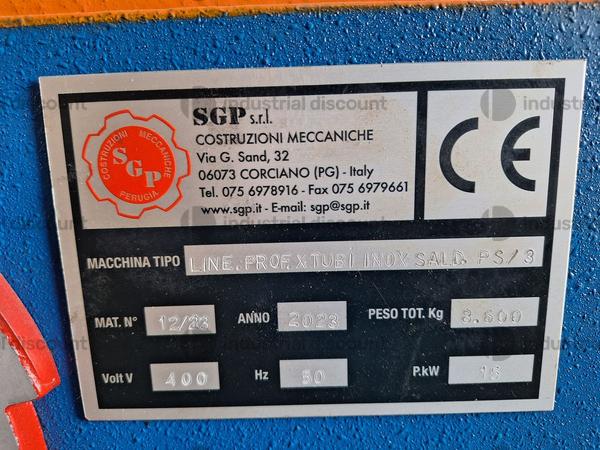 industrial discount
SGP s.r.l.
COSTRUZIONI MECCANICHE
Via G. Sand, 32
06073 CORCIANO (PG) - Italy
Tel. 075 6978916 - Fax 075 6979661
www.sgp.it - E-mail: sgp@sgp.it
COSTRUZIONI MECCANICHE
SGP
PERUGIA
CE
MACCHINA TIPO LINE.PROF.XTUBI INOX SALD. PS/3
MAT. N° 12/23 ANNO 2023 PESO TOT. Kg 8.600
Volt V 400 Hz 50 P.kW 15